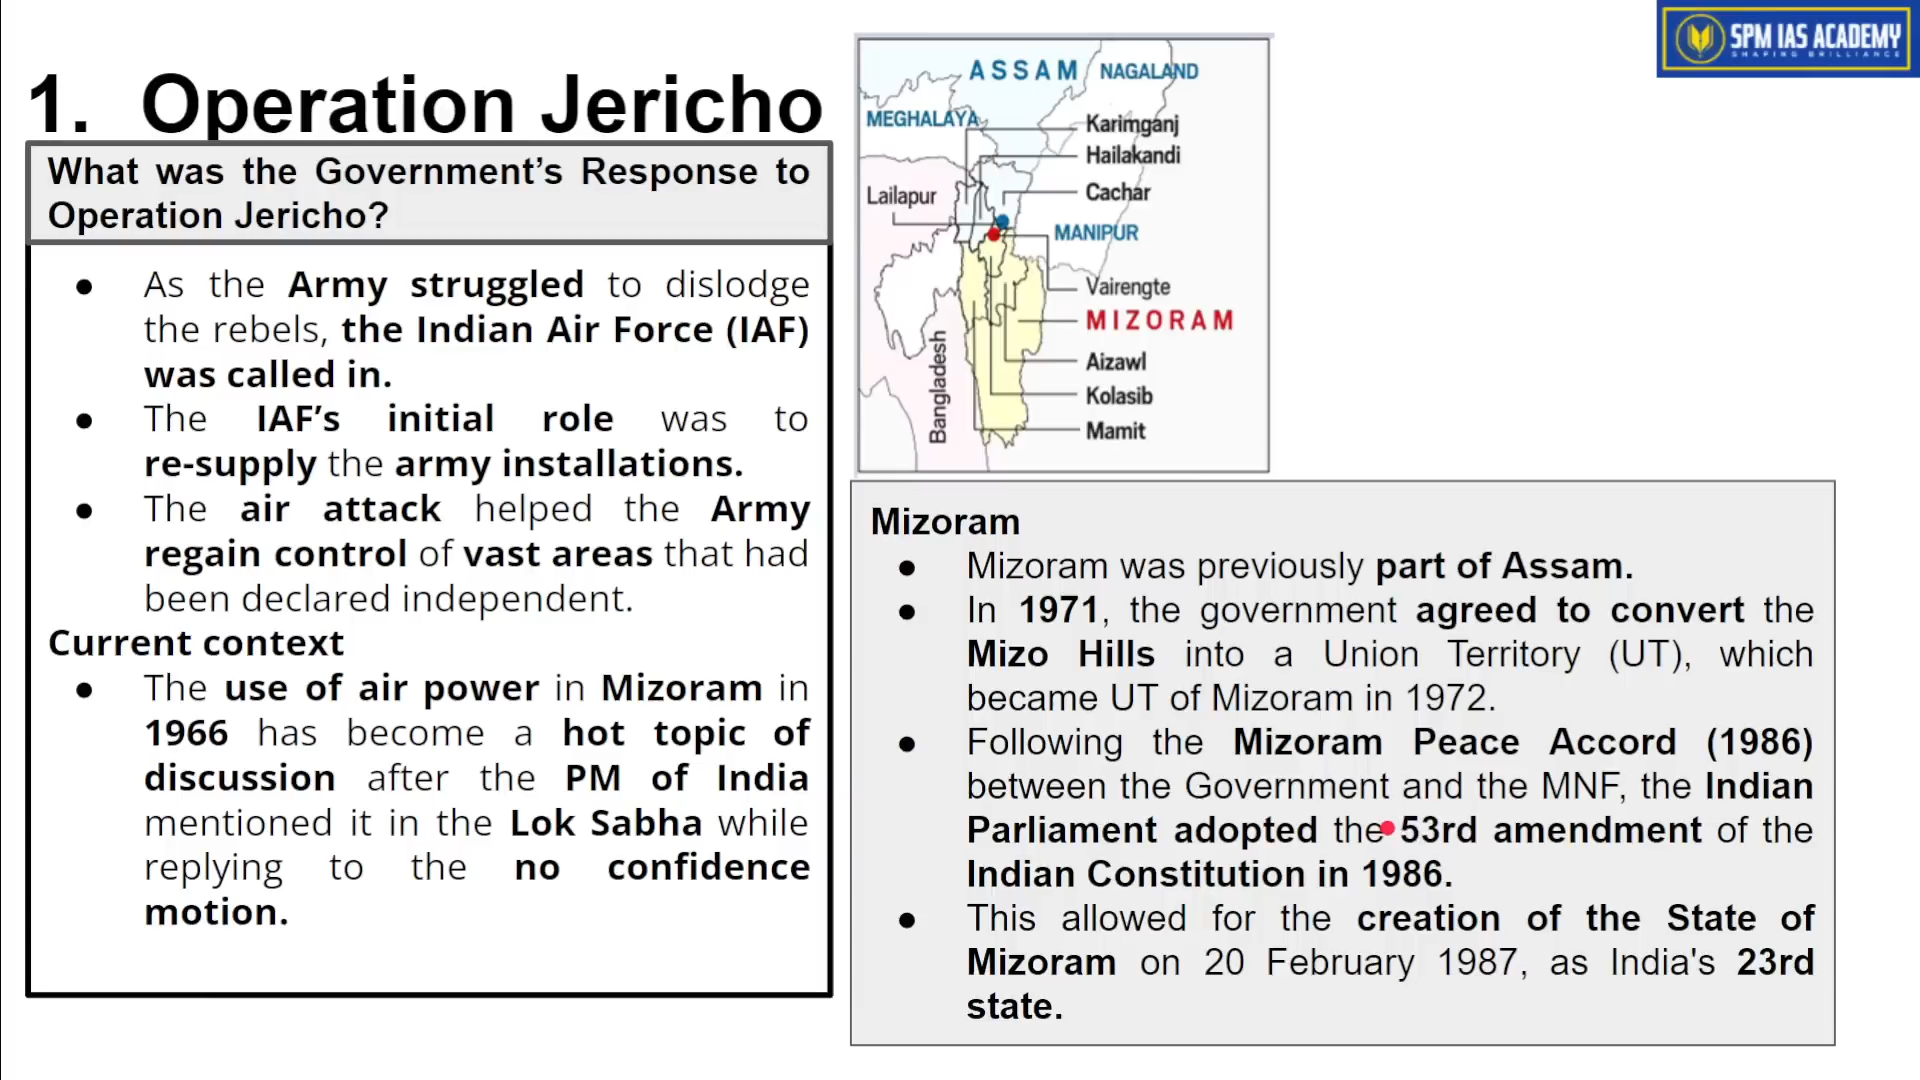 SPM IAS ACADEMY
SHAPING BRILLIANCE
1. Operation Jericho
What was the Government’s Response to
Operation Jericho?
● As the Army struggled to dislodge
the rebels, the Indian Air Force (IAF)
was called in.
● The IAF’s initial role was to
re-supply the army installations.
● The air attack helped the Army
regain control of vast areas that had
been declared independent.
Current context
● The use of air power in Mizoram in
1966 has become a hot topic of
discussion after the PM of India
mentioned it in the Lok Sabha while
replying to the no confidence
motion.
ASSAM
NAGALAND
MEGHALAYA
Karimganj
Hailakandi
Lailapur
Cachar
MANIPUR
Vairengte
MIZORAM
Bangladesh
Aizawl
Kolasib
Mamit
Mizoram
● Mizoram was previously part of Assam.
● In 1971, the government agreed to convert the
Mizo Hills into a Union Territory (UT), which
became UT of Mizoram in 1972.
● Following the Mizoram Peace Accord (1986)
between the Government and the MNF, the Indian
Parliament adopted the 53rd amendment of the
Indian Constitution in 1986.
● This allowed for the creation of the State of
Mizoram on 20 February 1987, as India's 23rd
state.